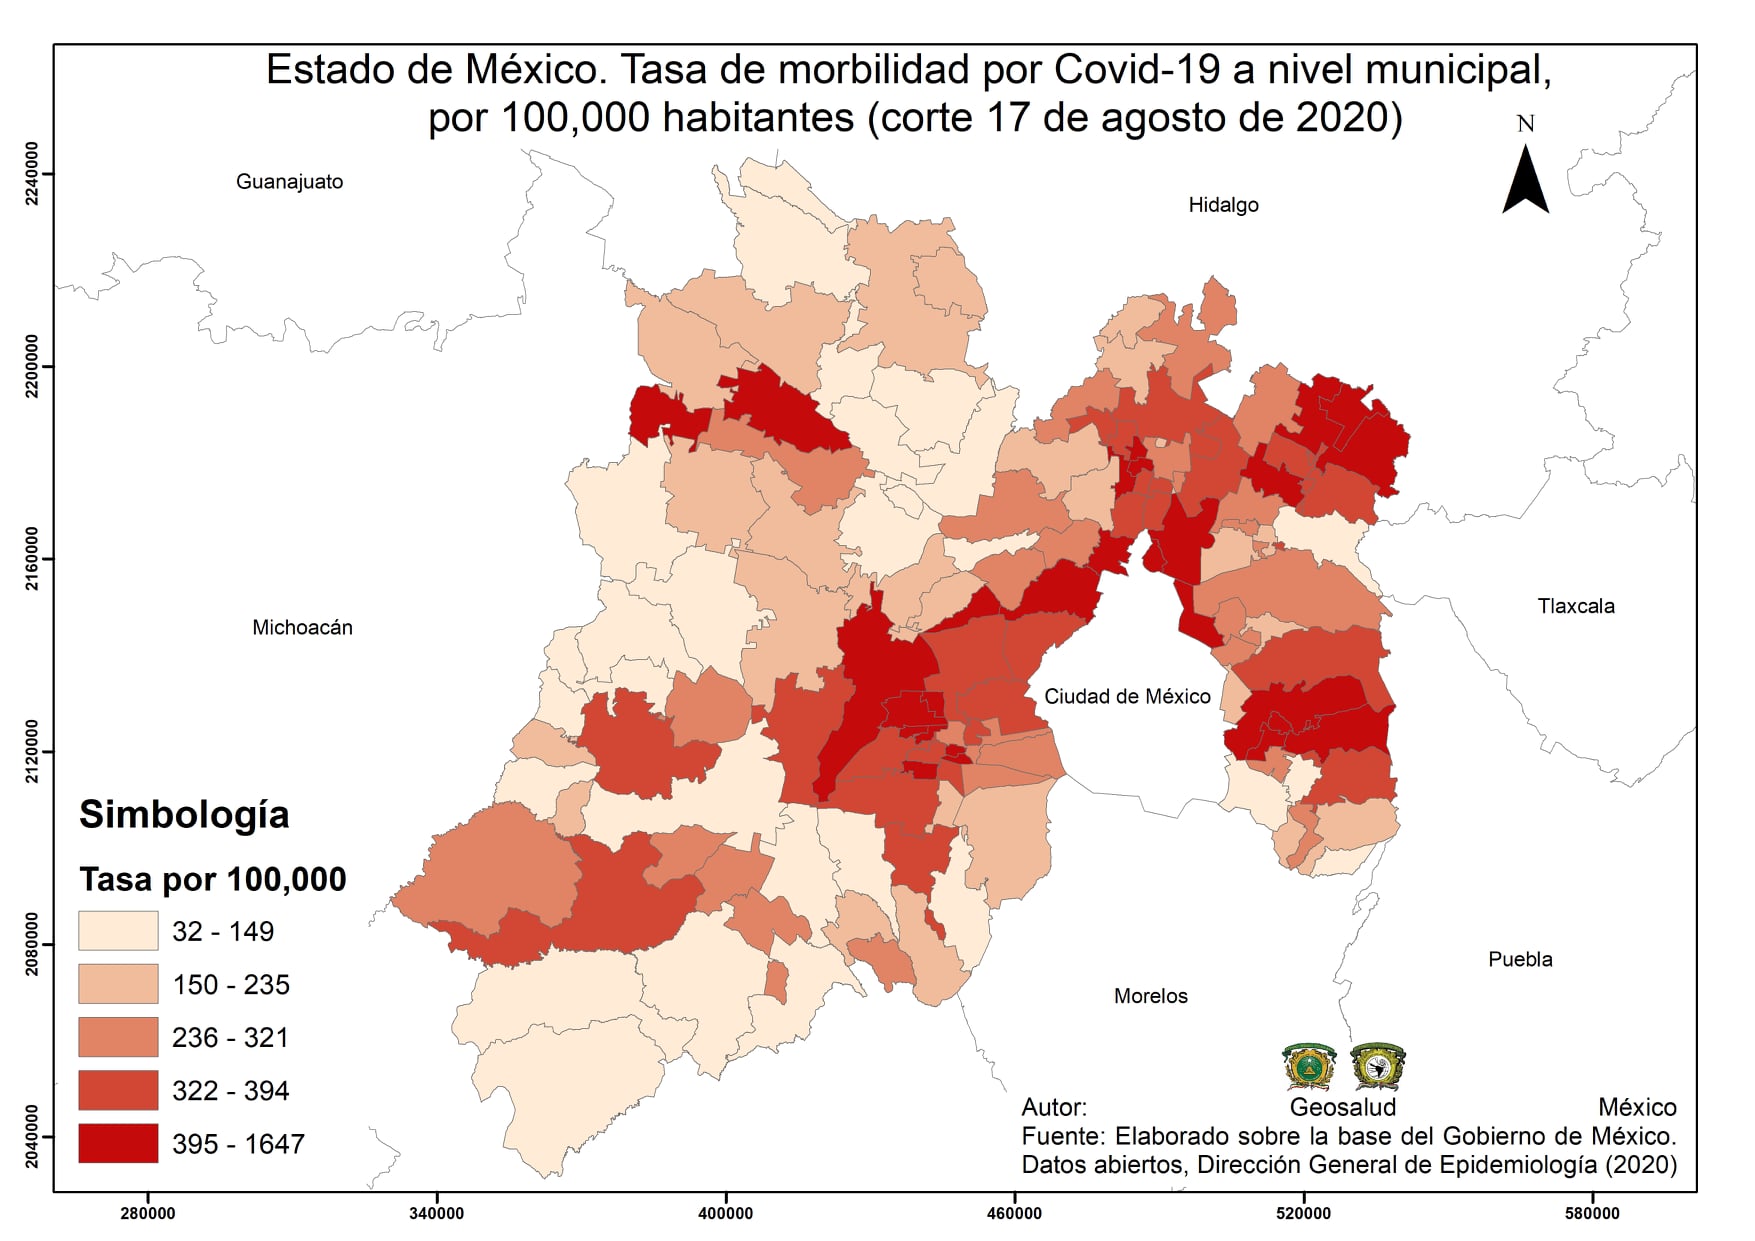 Estado de México. Tasa de morbilidad por Covid-19 a nivel municipal,
por 100,000 habitantes (corte 17 de agosto de 2020)
N
Guanajuato
Hidalgo
Michoacán
Tlaxcala
Ciudad de México
Puebla
Morelos
Simbología
Tasa por 100,000
32 - 149
150 - 235
236 - 321
322 - 394
395 - 1647
Autor: Geosalud México
Fuente: Elaborado sobre la base del Gobierno de México.
Datos abiertos, Dirección General de Epidemiología (2020)
2240000
2200000
2160000
2120000
2080000
2040000
280000
340000
400000
460000
520000
580000